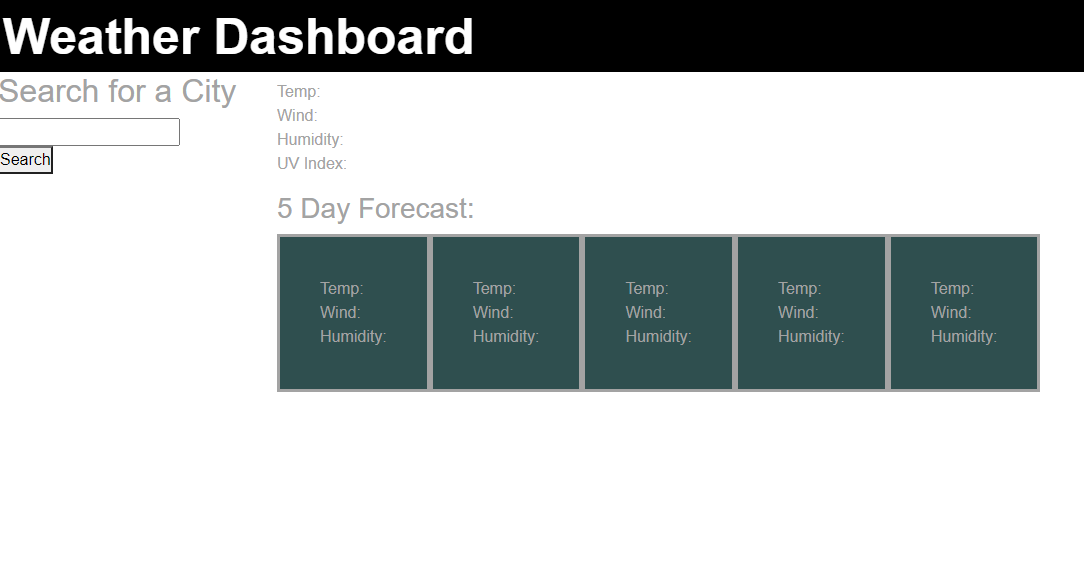 Weather Dashboard
Search for a City
Search
Temp:
Wind:
Humidity:
UV Index:
5 Day Forecast:
Temp:
Wind:
Humidity:
Temp:
Wind:
Humidity:
Temp:
Wind:
Humidity:
Temp:
Wind:
Humidity:
Temp:
Wind:
Humidity: